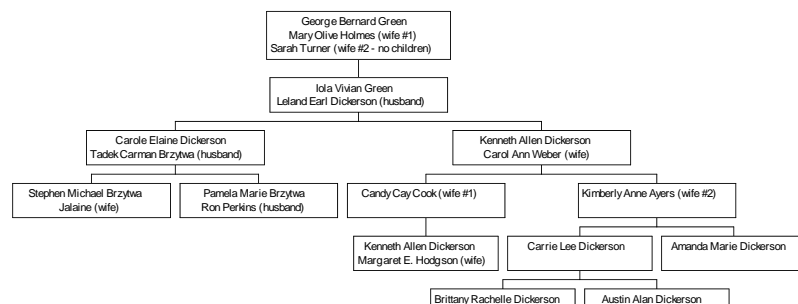 George Bernard Green
Mary Olive Holmes (wife #1)
Sarah Turner (wife #2 - no children)
Iola Vivian Green
Leland Earl Dickerson (husband)
Carole Elaine Dickerson
Tadek Carman Brzytwa (husband)
Kenneth Allen Dickerson
Carol Ann Weber (wife)
Stephen Michael Brzytwa
Jalaine (wife)
Pamela Marie Brzytwa
Ron Perkins (husband)
Candy Cay Cook (wife #1)
Kimberly Anne Ayers (wife #2)
Kenneth Allen Dickerson
Margaret E. Hodgson (wife)
Carrie Lee Dickerson
Amanda Marie Dickerson
Brittany Rachelle Dickerson
Austin Alan Dickerson